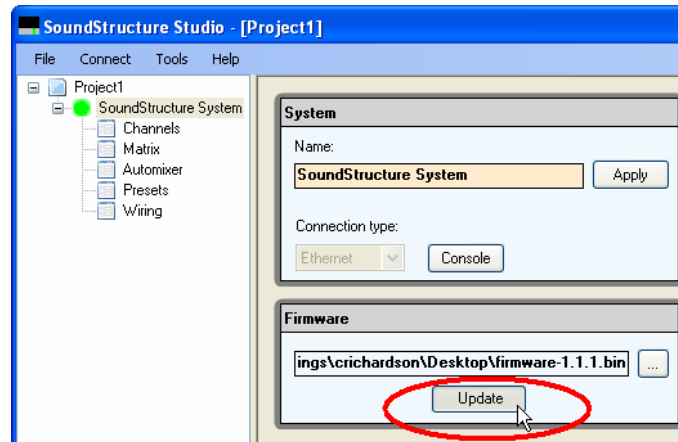 SoundStructure Studio - [Project1]
File Connect Tools Help
Project1
SoundStructure System
Channels
Matrix
Automixer
Presets
Wiring
System
Name:
SoundStructure System
Apply
Connection type:
Ethernet
Console
Firmware
ings\crichardson\Desktop\firmware-1.1.1.bin
...
Update